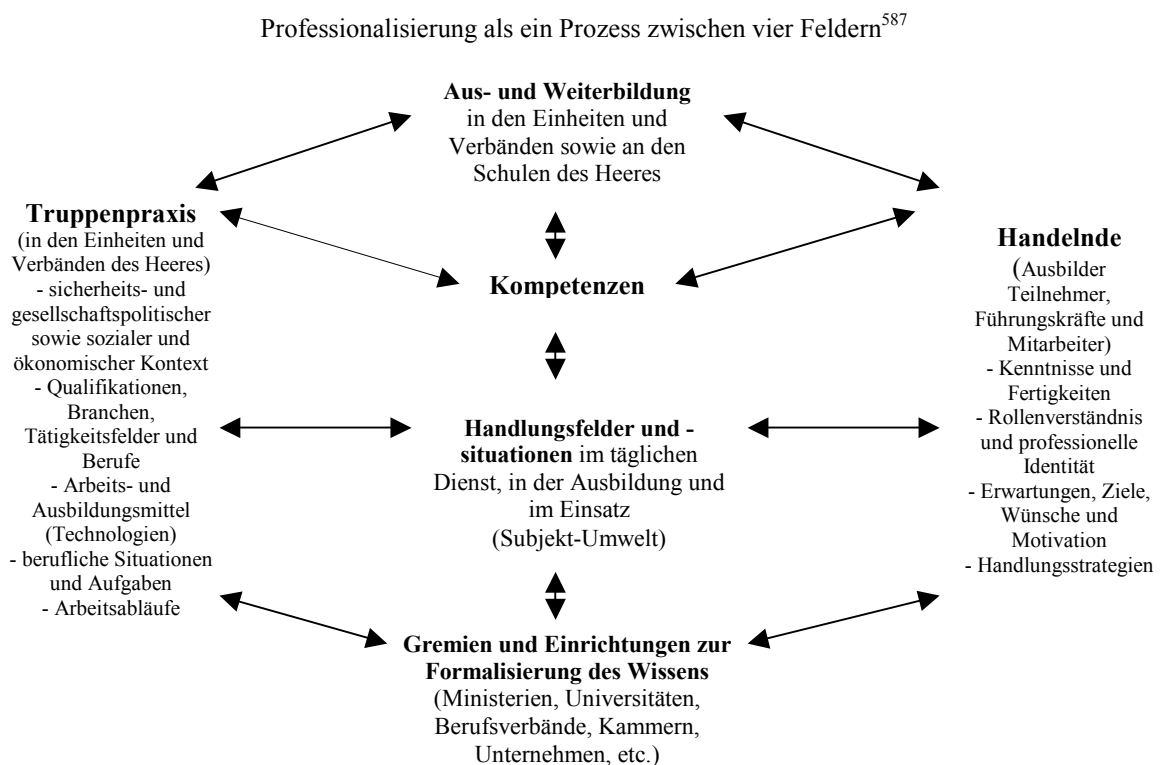 Professionalisierung als ein Prozess zwischen vier Feldern587
Aus- und Weiterbildung
in den Einheiten und
Verbänden sowie an den
Schulen des Heeres
Truppenpraxis
(in den Einheiten und
Verbänden des Heeres)
- sicherheits- und
gesellschaftspolitischer
sowie sozialer und
ökonomischer Kontext
- Qualifikationen,
Branchen,
Tätigkeitsfelder und
Berufe
- Arbeits- und
Ausbildungsmittel
(Technologien)
- berufliche Situationen
und Aufgaben
- Arbeitsabläufe
Kompetenzen
Handlungsfelder und -
situationen im täglichen
Dienst, in der Ausbildung und
im Einsatz
(Subjekt-Umwelt)
Handelnde
(Ausbilder
Teilnehmer,
Führungskräfte und
Mitarbeiter)
- Kenntnisse und
Fertigkeiten
- Rollenverständnis
und professionelle
Identität
- Erwartungen, Ziele,
Wünsche und
Motivation
- Handlungsstrategien
Gremien und Einrichtungen zur
Formalisierung des Wissens
(Ministerien, Universitäten,
Berufsverbände, Kammern,
Unternehmen, etc.)